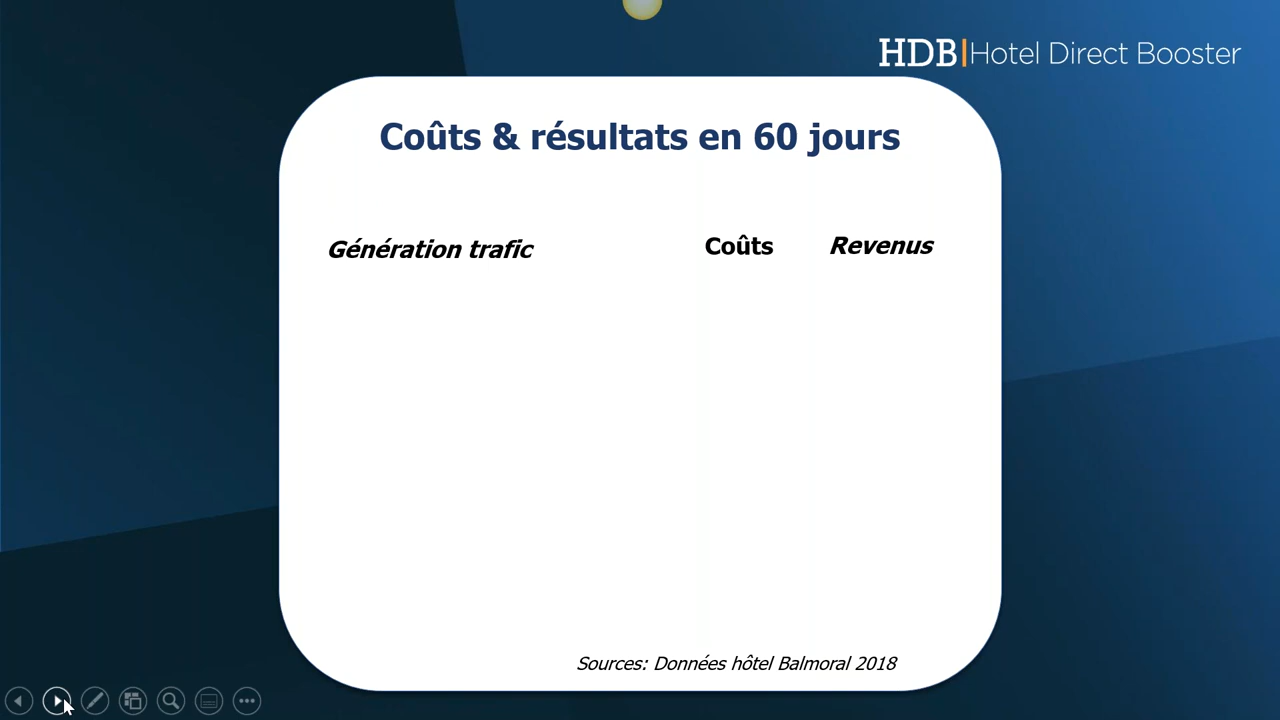 HDB|Hotel Direct Booster
Coûts & résultats en 60 jours
Génération trafic Coûts Revenus
Sources: Données hôtel Balmoral 2018